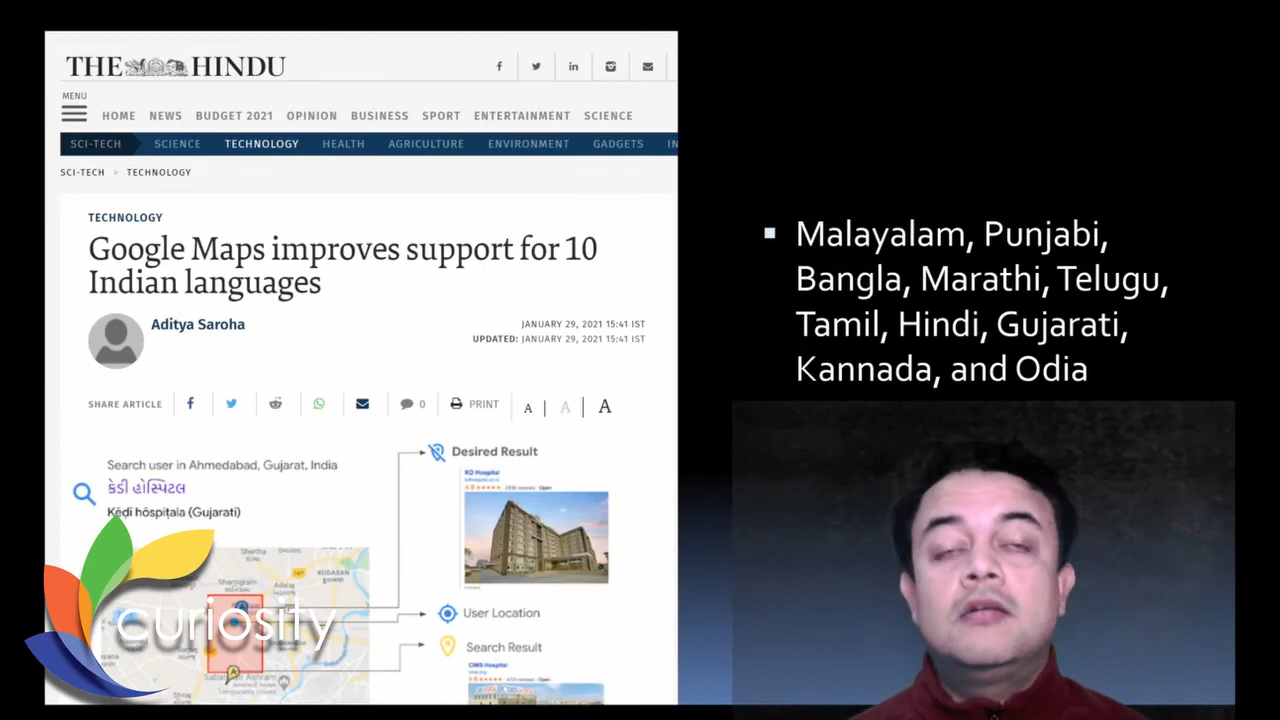 THE HINDU
MENU
HOME NEWS BUDGET 2021 OPINION BUSINESS SPORT ENTERTAINMENT SCIENCE
SCI-TECH SCIENCE TECHNOLOGY HEALTH AGRICULTURE ENVIRONMENT GADGETS IN
SCI-TECH > TECHNOLOGY
TECHNOLOGY
Google Maps improves support for 10
Indian languages
Aditya Saroha
JANUARY 29, 2021 15:41 IST
UPDATED: JANUARY 29, 2021 15:41 IST
SHARE ARTICLE 0 PRINT A | A | A
Search user in Ahmedabad, Gujarat, India
કેડી હોસ્પિટલ
Kēdī hōspiṭala (Gujarati)
Desired Result
KD Hospital
User Location
Search Result
CIMS Hospital
KUDASAN
Adalaj
curiosity
▪ Malayalam, Punjabi,
Bangla, Marathi, Telugu,
Tamil, Hindi, Gujarati,
Kannada, and Odia